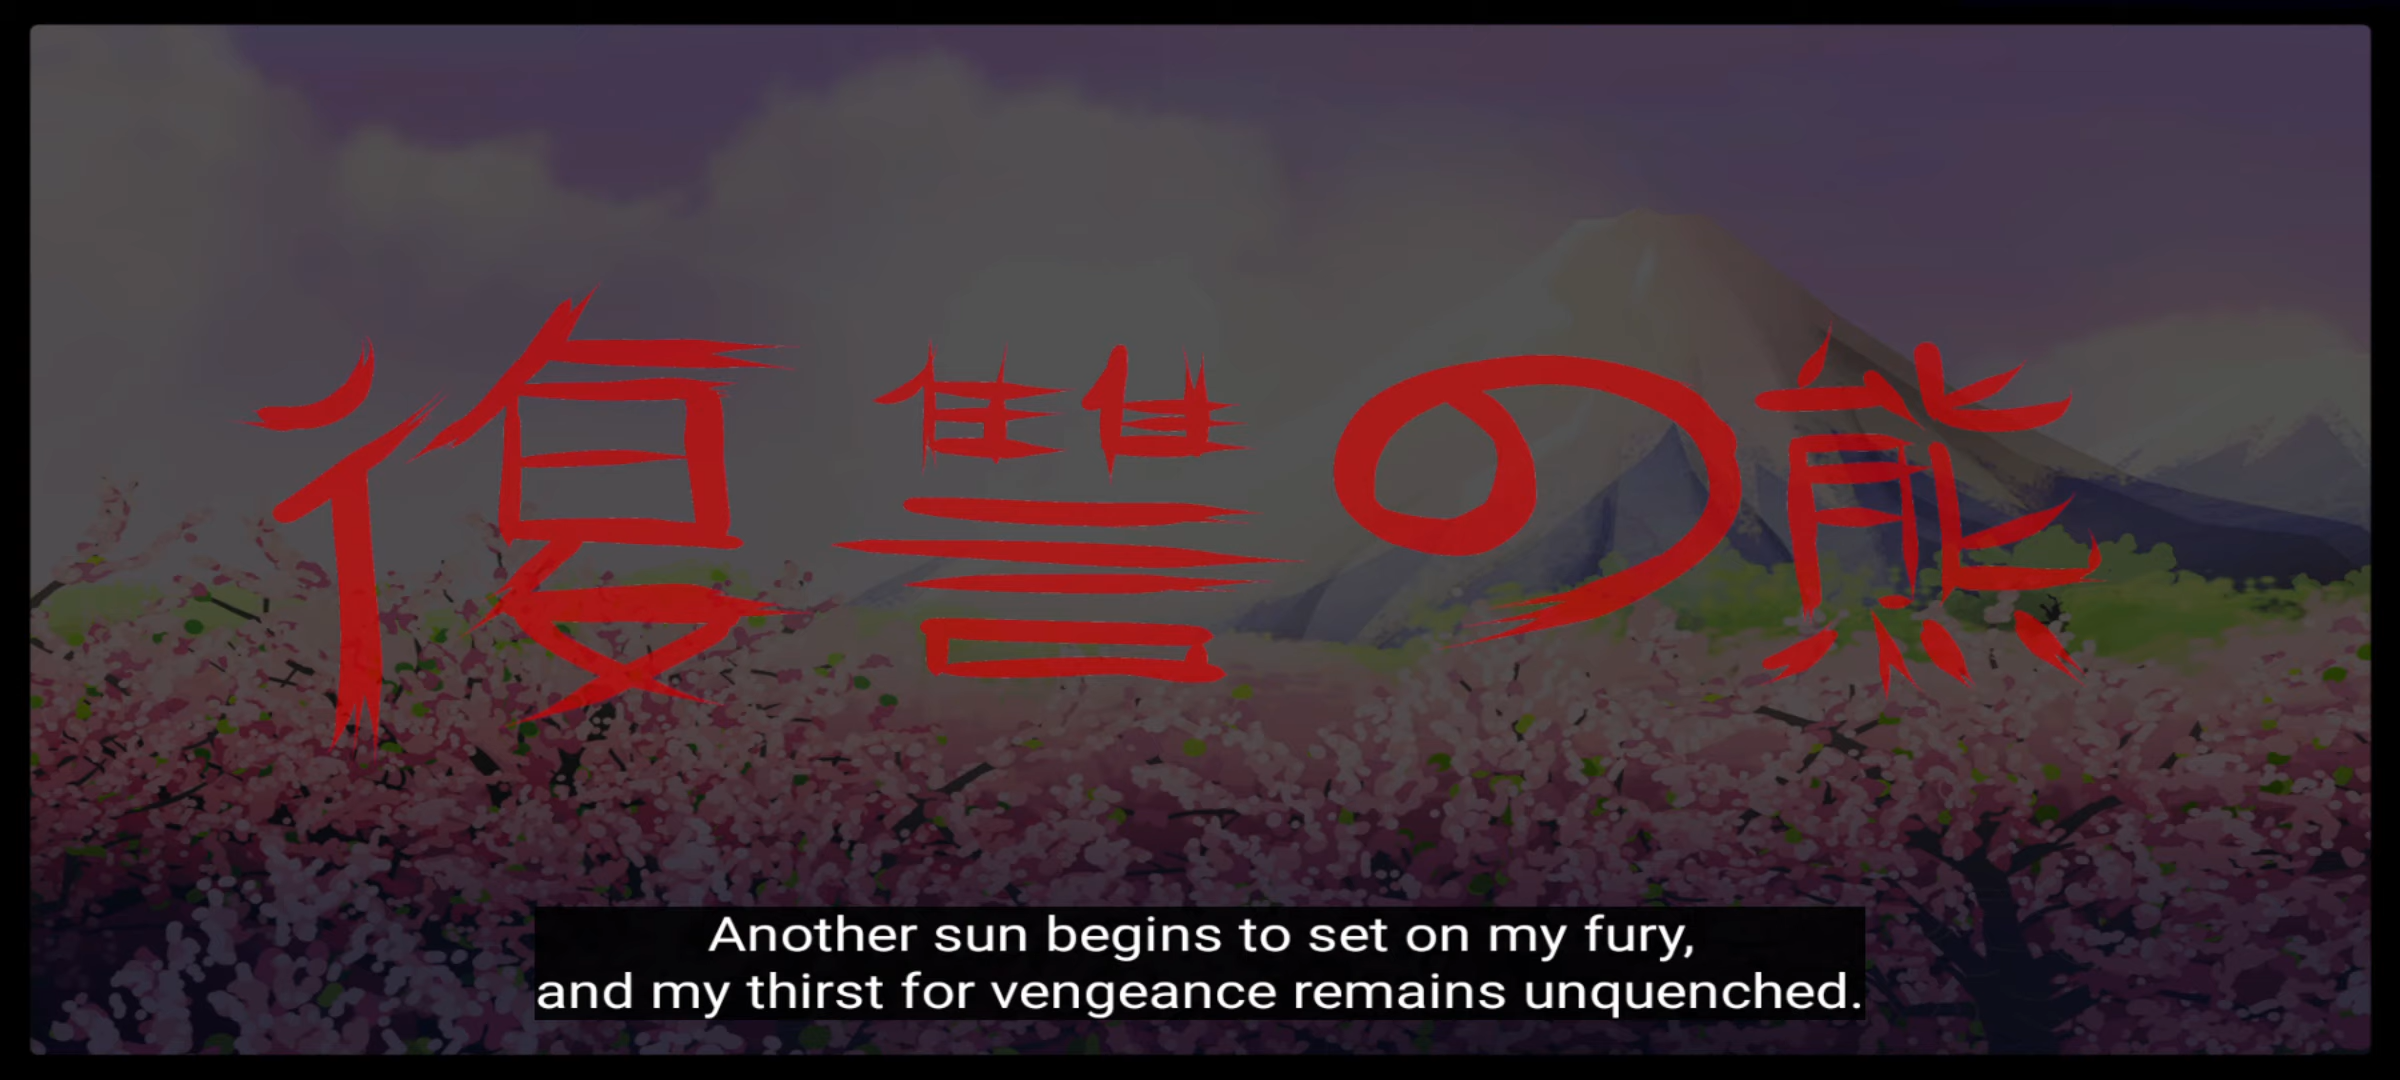 復讐の熊
Another sun begins to set on my fury,
and my thirst for vengeance remains unquenched.